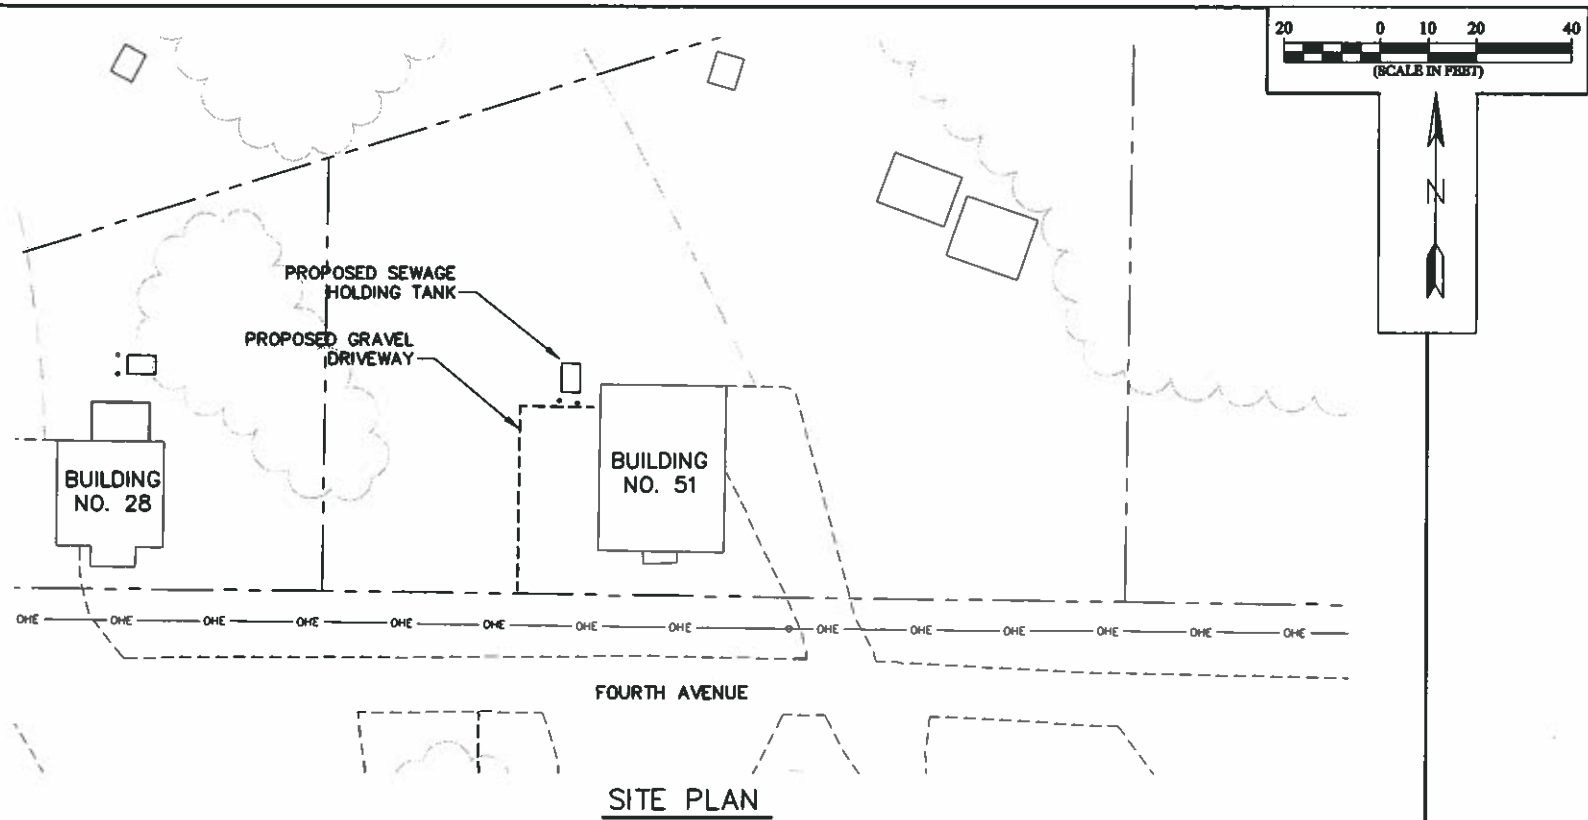 20 0 10 20 40
(SCALE IN FEET)
N
PROPOSED SEWAGE
HOLDING TANK
PROPOSED GRAVEL
DRIVEWAY
BUILDING
NO. 28
BUILDING
NO. 51
OHE OHE OHE OHE OHE OHE OHE OHE OHE OHE OHE OHE OHE OHE
FOURTH AVENUE
SITE PLAN